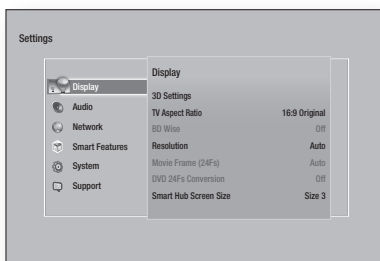 Settings
Display
Audio
Network
Smart Features
System
Support
Display
3D Settings
TV Aspect Ratio 16:9 Original
BD Wise Off
Resolution Auto
Movie Frame (24Fs) Auto
DVD 24Fs Conversion Off
Smart Hub Screen Size Size 3